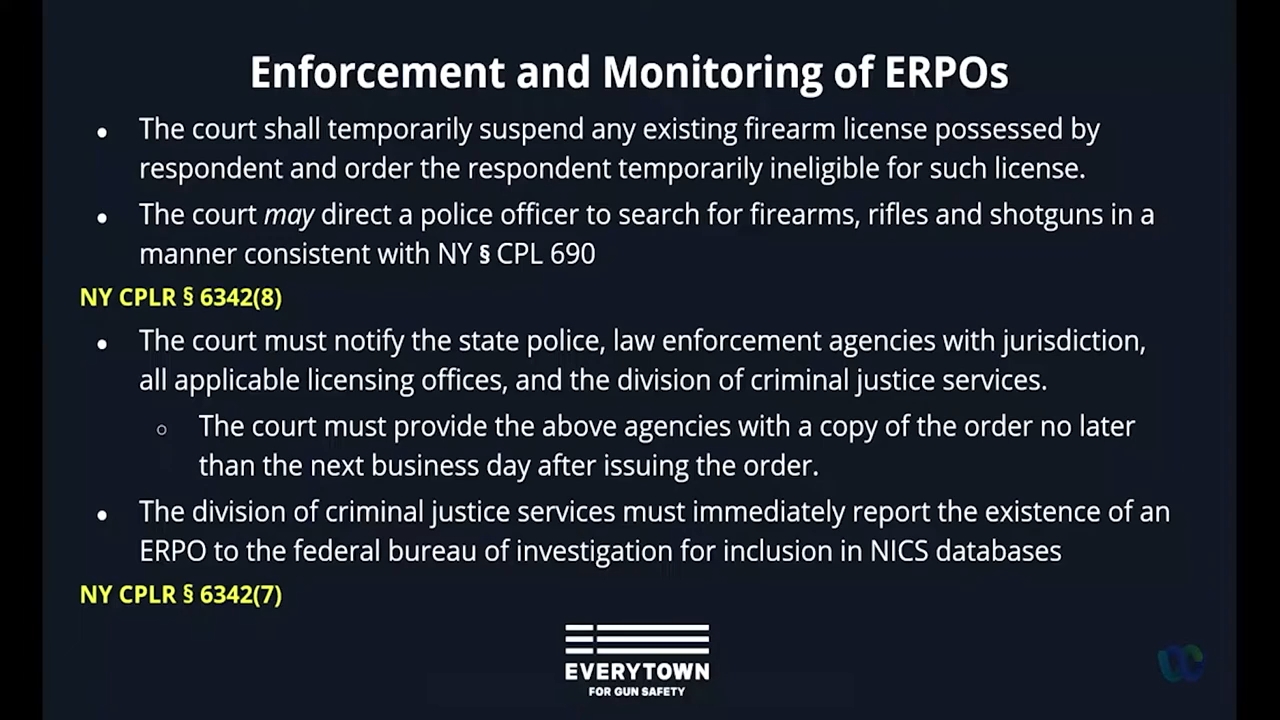 Enforcement and Monitoring of ERPOs
• The court shall temporarily suspend any existing firearm license possessed by
respondent and order the respondent temporarily ineligible for such license.
• The court may direct a police officer to search for firearms, rifles and shotguns in a
manner consistent with NY § CPL 690
NY CPLR § 6342(8)
• The court must notify the state police, law enforcement agencies with jurisdiction,
all applicable licensing offices, and the division of criminal justice services.
○ The court must provide the above agencies with a copy of the order no later
than the next business day after issuing the order.
• The division of criminal justice services must immediately report the existence of an
ERPO to the federal bureau of investigation for inclusion in NICS databases
NY CPLR § 6342(7)
EVERYTOWN
FOR GUN SAFETY